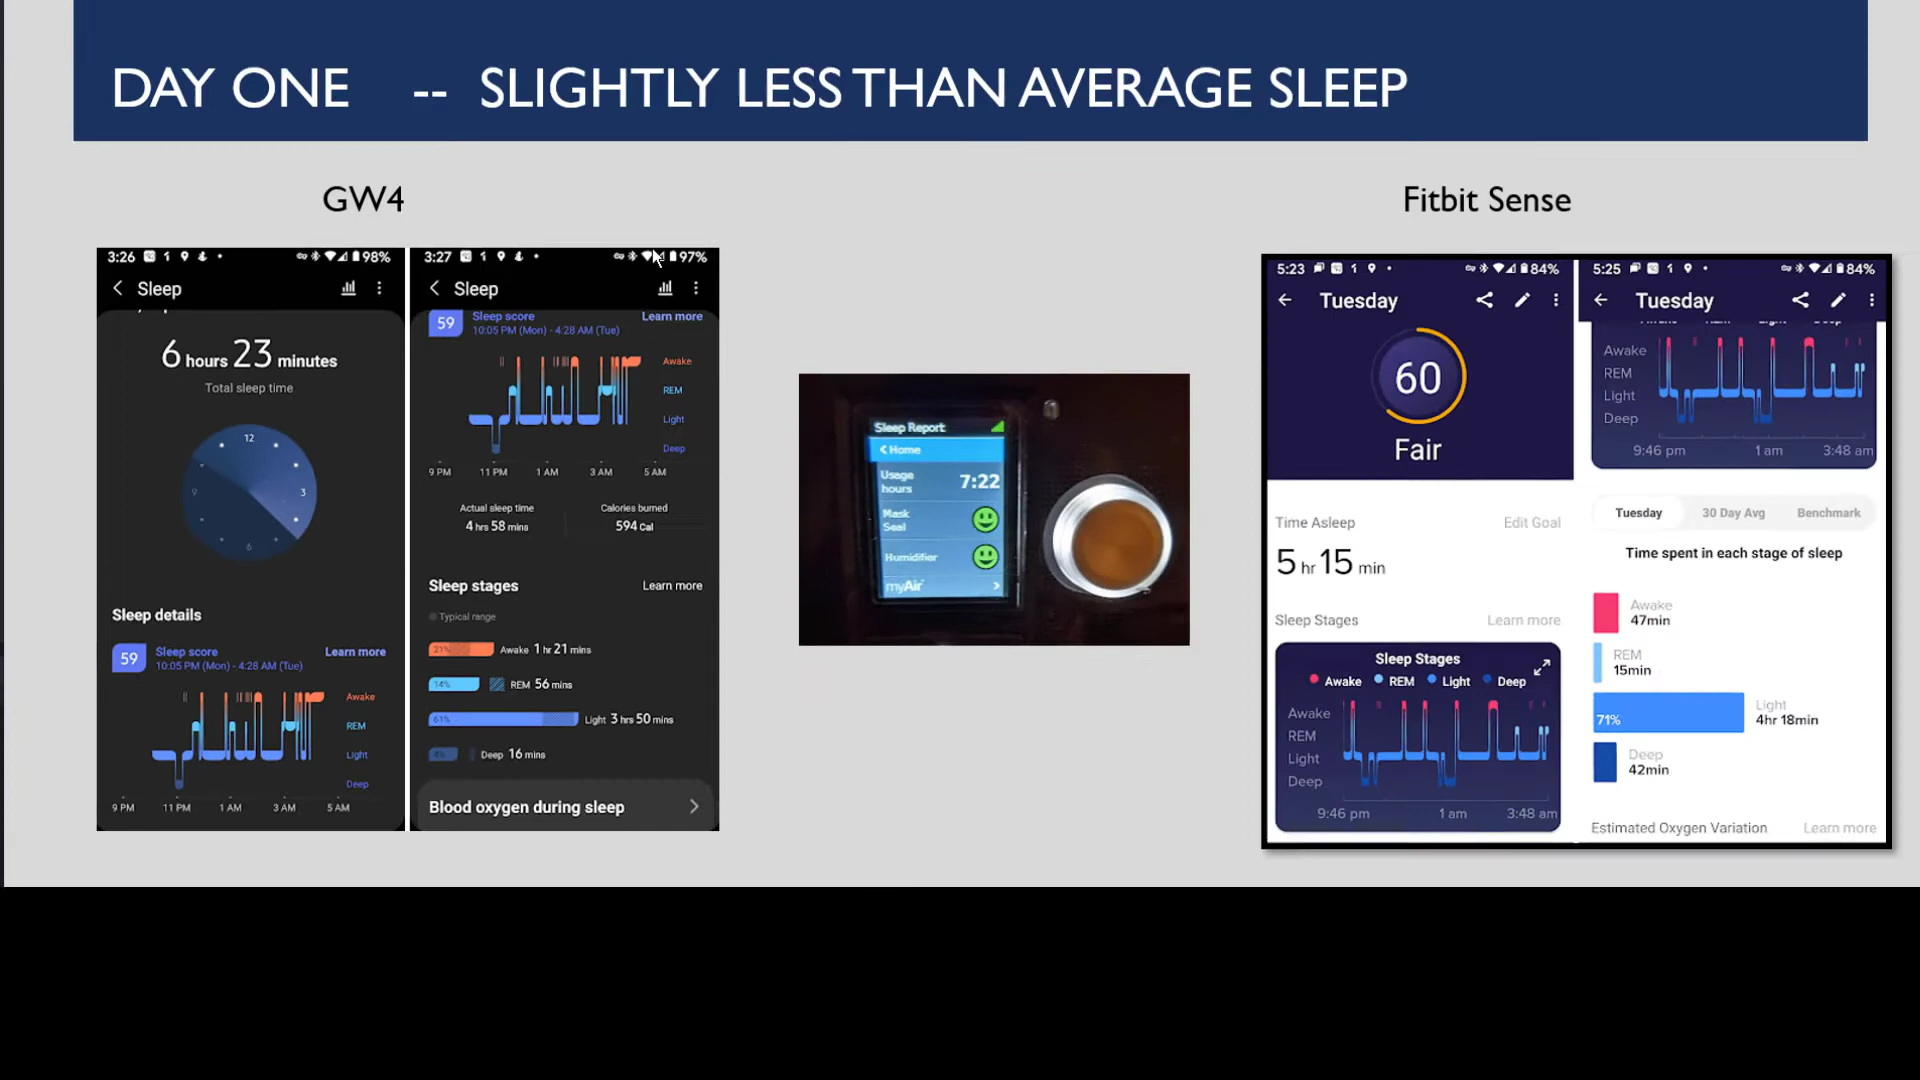 DAY ONE -- SLIGHTLY LESS THAN AVERAGE SLEEP
GW4
Fitbit Sense
3:26
98%
Sleep
6 hours 23 minutes
Total sleep time
12
3
6
9
Sleep details
59
Sleep score
10:05 PM (Mon) - 4:28 AM (Tue)
Learn more
Awake
REM
Light
Deep
9 PM 11 PM 1 AM 3 AM 5 AM
3:27
97%
Sleep
59
Sleep score
10:05 PM (Mon) - 4:28 AM (Tue)
Learn more
Awake
REM
Light
Deep
9 PM 11 PM 1 AM 3 AM 5 AM
Actual sleep time
4 hrs 58 mins
Calories burned
594 Cal
Sleep stages
Learn more
Typical range
21% Awake 1 hr 21 mins
14% REM 56 mins
61% Light 3 hrs 50 mins
Deep 16 mins
Blood oxygen during sleep
Sleep Report
Home
Usage
hours
7:22
Mask
Seal
Humidifier
myAir
5:23
84%
Tuesday
60
Fair
Time Asleep
Edit Goal
5 hr 15 min
Sleep Stages
Learn more
Sleep Stages
Awake REM Light Deep
Awake
REM
Light
Deep
9:46 pm 1 am 3:48 am
5:25
84%
Tuesday
Awake
REM
Light
Deep
9:46 pm 1 am 3:48 am
Tuesday 30 Day Avg Benchmark
Time spent in each stage of sleep
Awake
47min
REM
15min
71%
Light
4hr 18min
Deep
42min
Estimated Oxygen Variation
Learn more